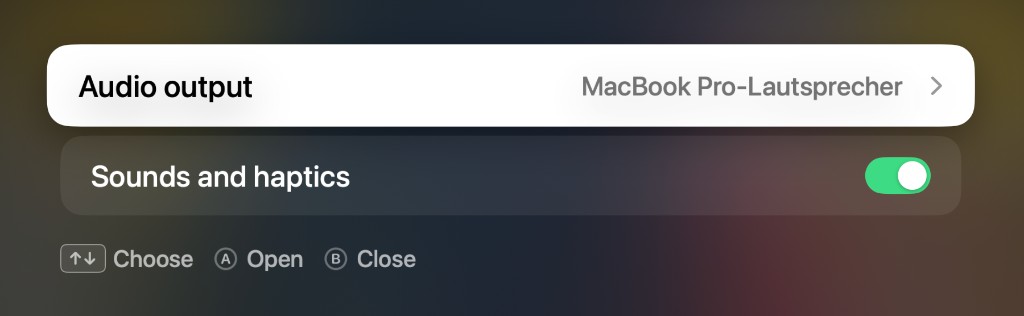 Audio output MacBook Pro-Lautsprecher
Sounds and haptics
↑↓ Choose A Open B Close